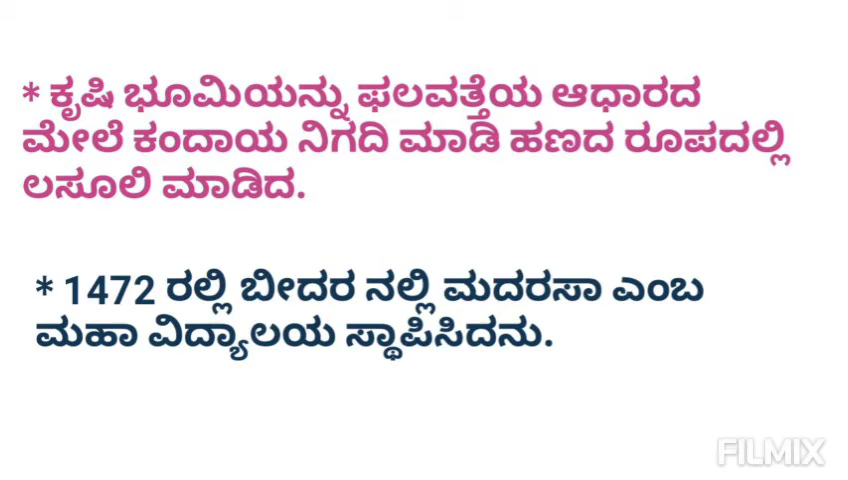 * ಕೃಷಿ ಭೂಮಿಯನ್ನು ಫಲವತ್ತೆಯ ಆಧಾರದ
ಮೇಲೆ ಕಂದಾಯ ನಿಗದಿ ಮಾಡಿ ಹಣದ ರೂಪದಲ್ಲಿ
ಲಸೂಲಿ ಮಾಡಿದ.
* 1472 ರಲ್ಲಿ ಬೀದರ ನಲ್ಲಿ ಮದರಸಾ ಎಂಬ
ಮಹಾ ವಿದ್ಯಾಲಯ ಸ್ಥಾಪಿಸಿದನು.
FILMIX